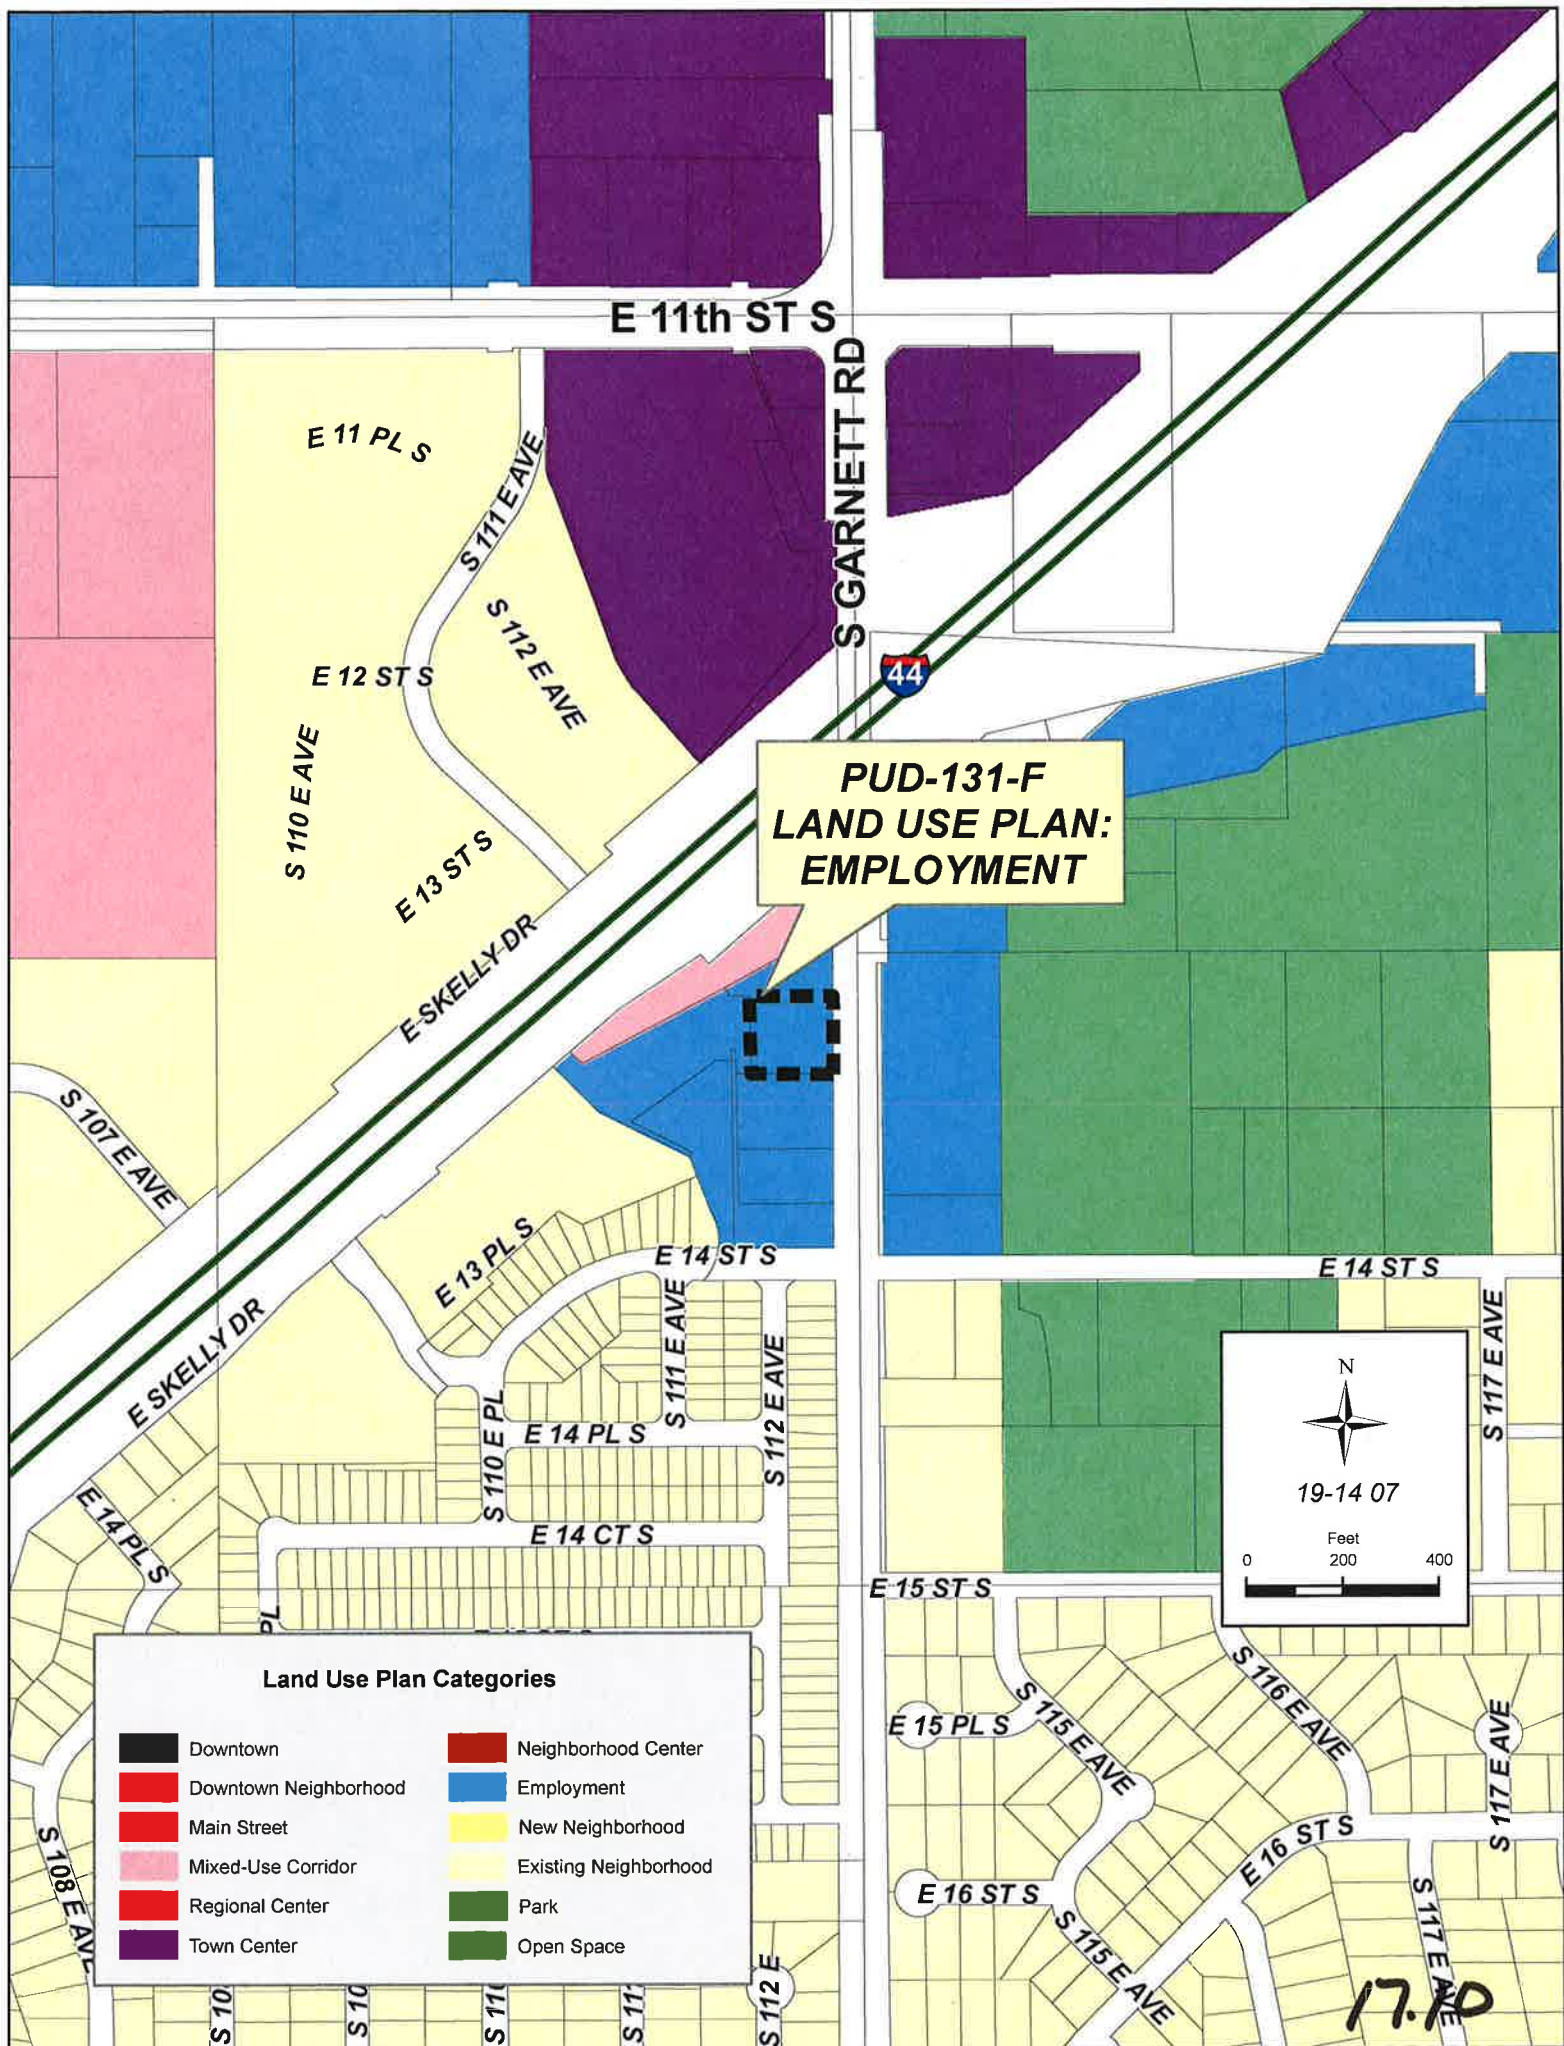 E 11th ST S
S GARNETT RD
E 11 PL S
S 111 E AVE
S 112 E AVE
E 12 ST S
44
S 110 E AVE
PUD-131-F
LAND USE PLAN:
EMPLOYMENT
E 13 ST S
E SKELLY DR
S 107 E AVE
E 13 PL S
E 14 ST S
E 14 ST S
E SKELLY DR
S 111 E AVE
S 112 E AVE
S 117 E AVE
N
19-14 07
Feet
0 200 400
S 110 E PL
E 14 PL S
E 14 PL S
E 14 CT S
E 15 ST S
PL
Land Use Plan Categories
Downtown
Downtown Neighborhood
Main Street
Mixed-Use Corridor
Regional Center
Town Center
Neighborhood Center
Employment
New Neighborhood
Existing Neighborhood
Park
Open Space
S 116 E AVE
S 115 E AVE
E 15 PL S
S 117 E AVE
S 108 E AVE
E 16 ST S
E 16 ST S
S 115 E AVE
S 117 E AVE
S 112 E
S 10
S 10
S 110
S 111
17.10